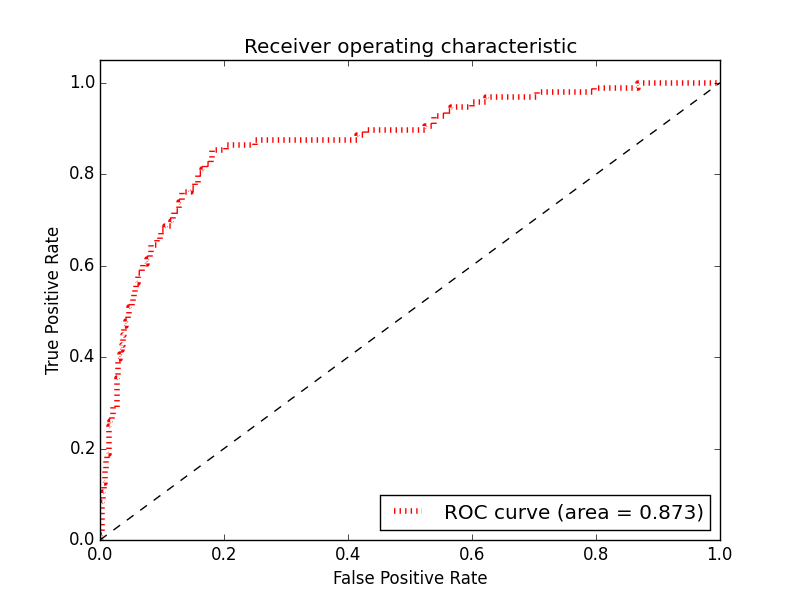 Receiver operating characteristic
1.0
0.8
0.6
0.4
0.2
0.0
True Positive Rate
0.0 0.2 0.4 0.6 0.8 1.0
False Positive Rate
ROC curve (area = 0.873)